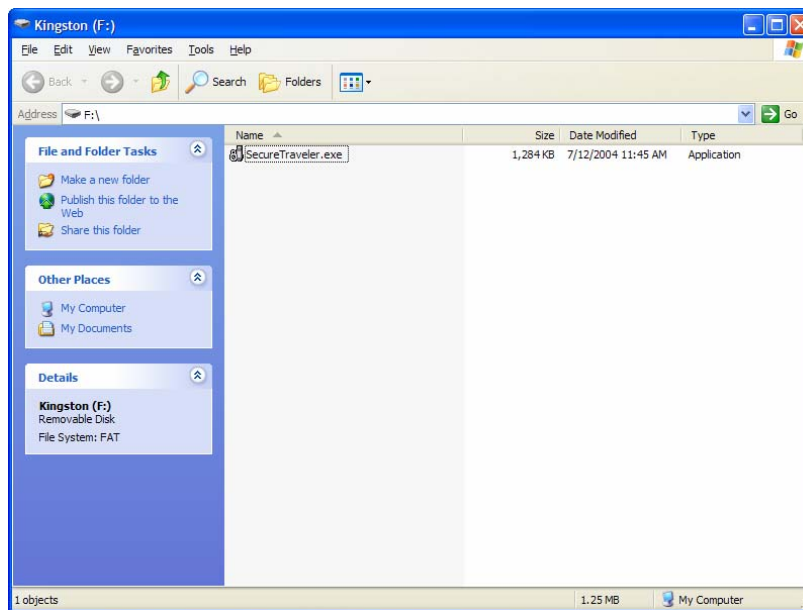 Kingston (F:)
File Edit View Favorites Tools Help
Back Search Folders
Address F:\ Go
File and Folder Tasks
Make a new folder
Publish this folder to the
Web
Share this folder
Other Places
My Computer
My Documents
Details
Kingston (F:)
Removable Disk
File System: FAT
Name Size Date Modified Type
SecureTraveler.exe 1,284 KB 7/12/2004 11:45 AM Application
1 objects 1.25 MB My Computer